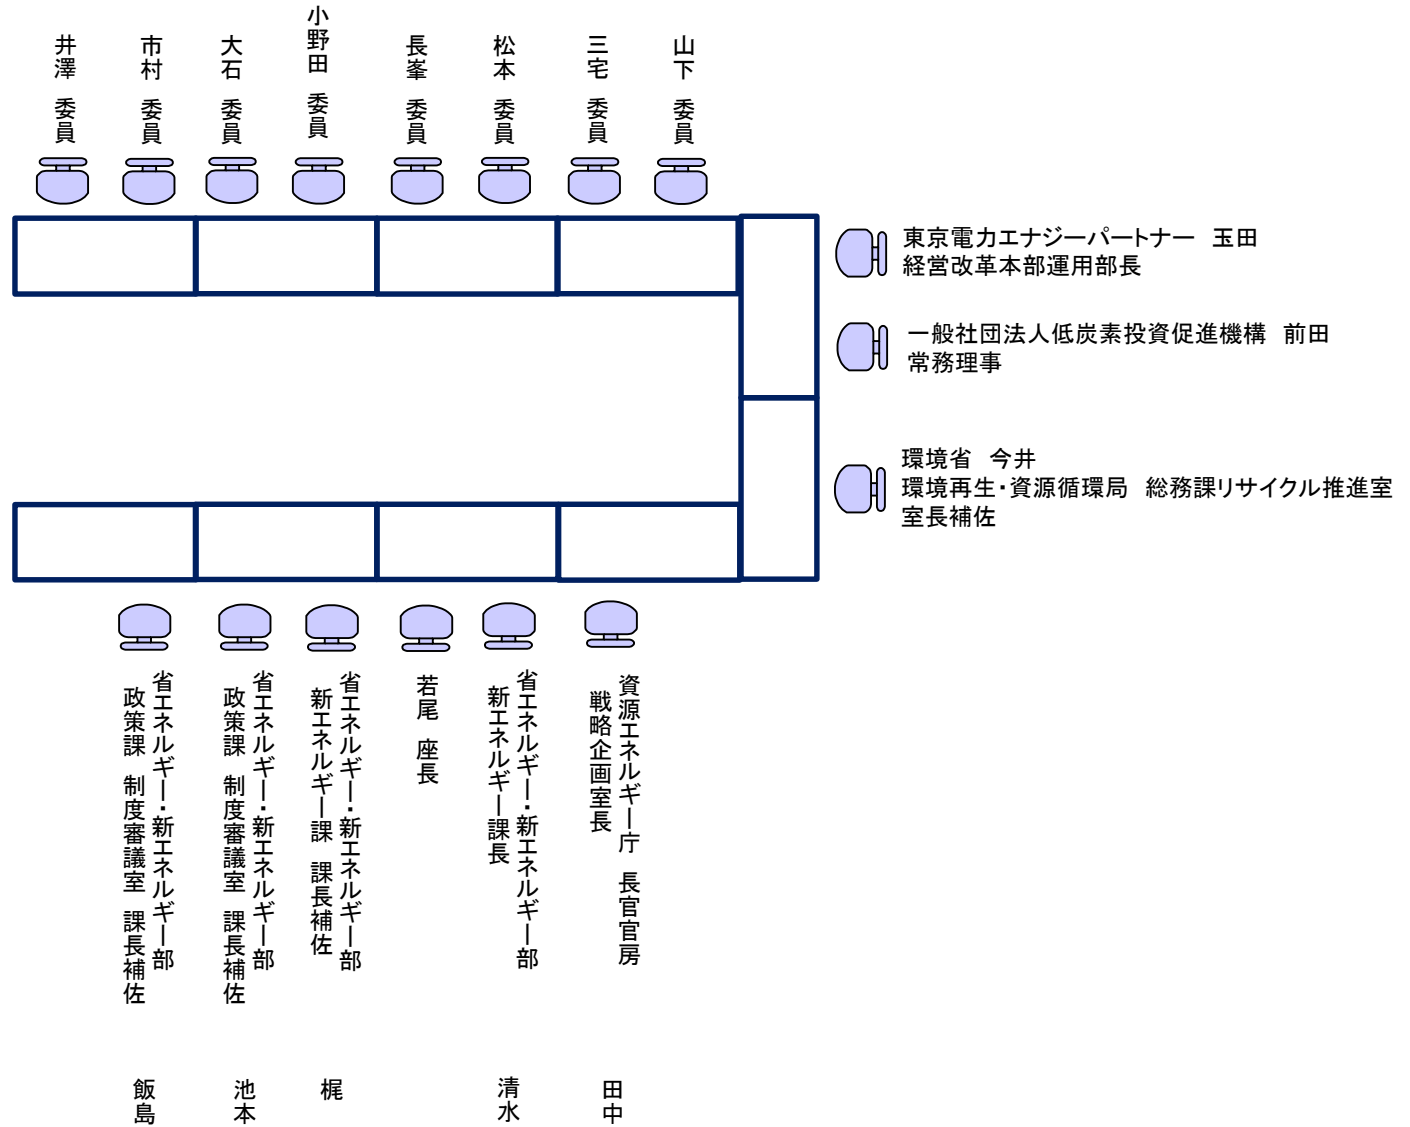 井澤 委員
市村 委員
大石 委員
小野田 委員
長峯 委員
松本 委員
三宅 委員
山下 委員
東京電力エナジーパートナー 玉田
経営改革本部運用部長
一般社団法人低炭素投資促進機構 前田
常務理事
環境省 今井
環境再生・資源循環局 総務課リサイクル推進室
室長補佐
省エネルギー・新エネルギー部
政策課 制度審議室 課長補佐
飯島
省エネルギー・新エネルギー部
政策課 制度審議室 課長補佐
池本
省エネルギー・新エネルギー部
新エネルギー課 課長補佐
梶
若尾 座長
省エネルギー・新エネルギー部
新エネルギー課長
清水
資源エネルギー庁 長官官房
戦略企画室長
田中